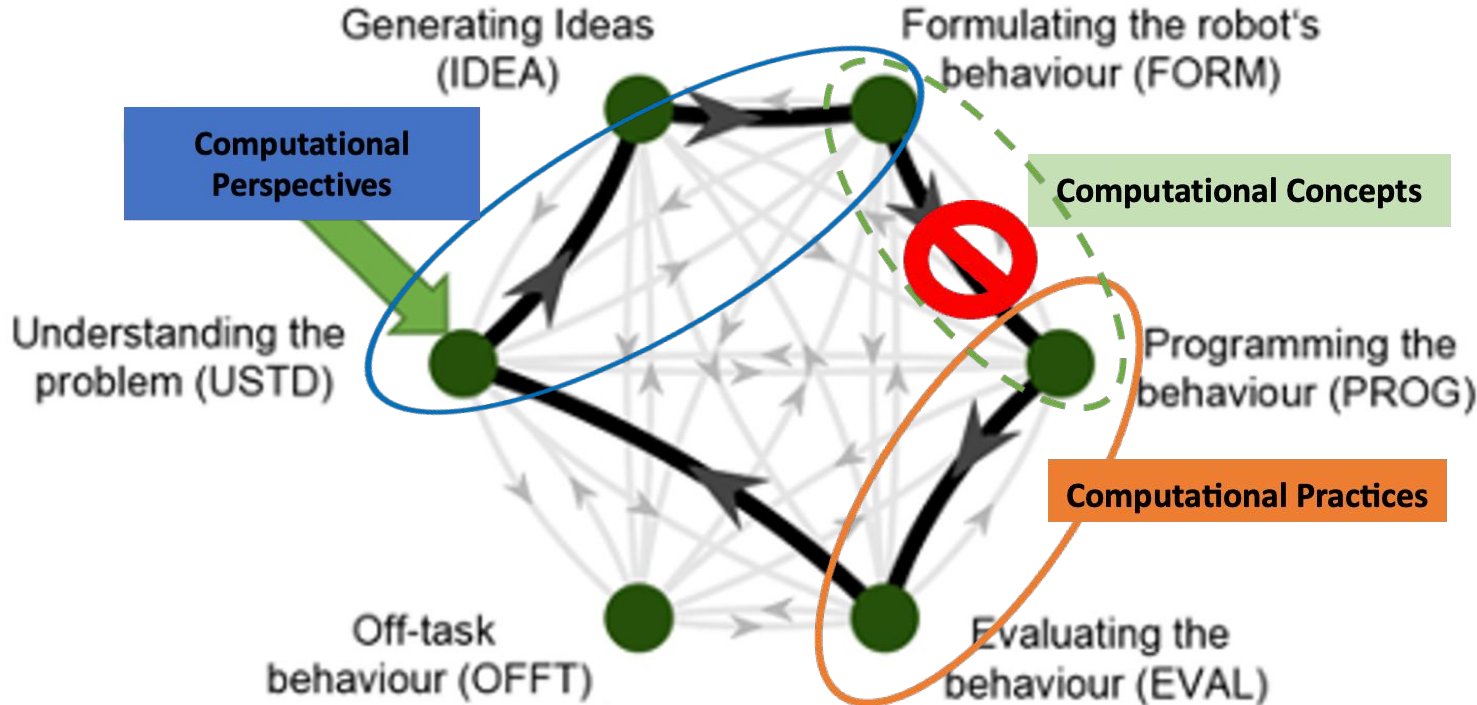 Generating Ideas
(IDEA)
Formulating the robot's
behaviour (FORM)
Computational
Perspectives
Computational Concepts
Understanding the
problem (USTD)
Programming the
behaviour (PROG)
Computational Practices
Off-task
behaviour (OFFT)
Evaluating the
behaviour (EVAL)